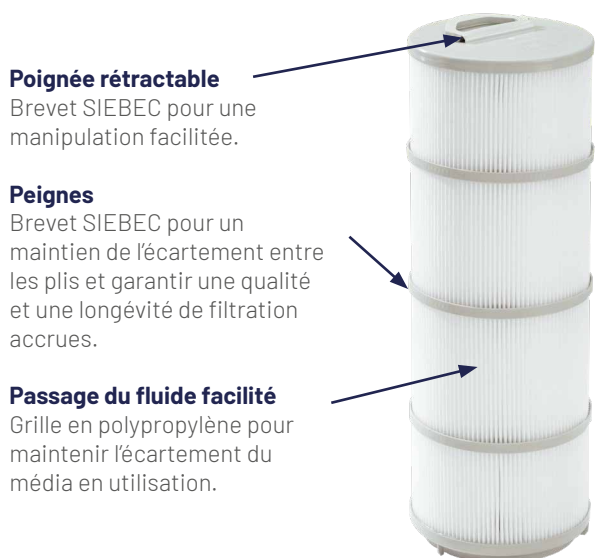 Poignée rétractable
Brevet SIEBEC pour une
manipulation facilitée.
Peignes
Brevet SIEBEC pour un
maintien de l'écartement entre
les plis et garantir une qualité
et une longévité de filtration
accrues.
Passage du fluide facilité
Grille en polypropylène pour
maintenir l'écartement du
média en utilisation.